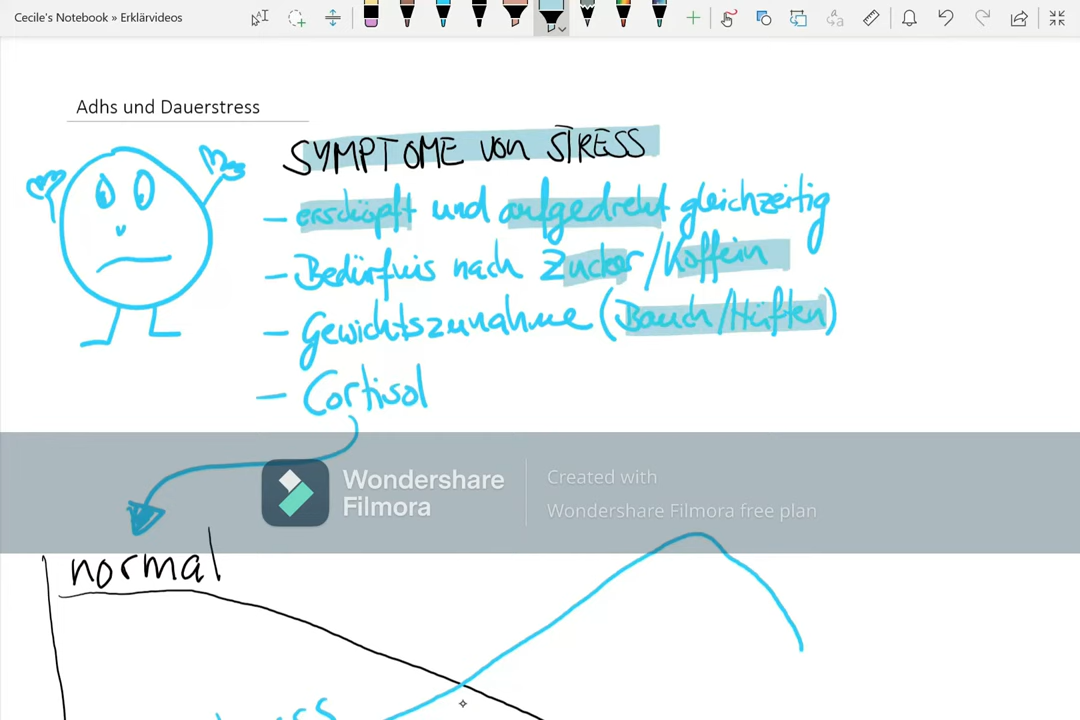 Cecile's Notebook » Erklärvideos
Adhs und Dauerstress
SYMPTOME von STRESS
– erschöpft und aufgedreht gleichzeitig
– Bedürfnis nach Zucker/Koffein
– Gewichtszunahme (Bauch/Hüften)
– Cortisol
Wondershare
Filmora
Created with
Wondershare Filmora free plan
normal